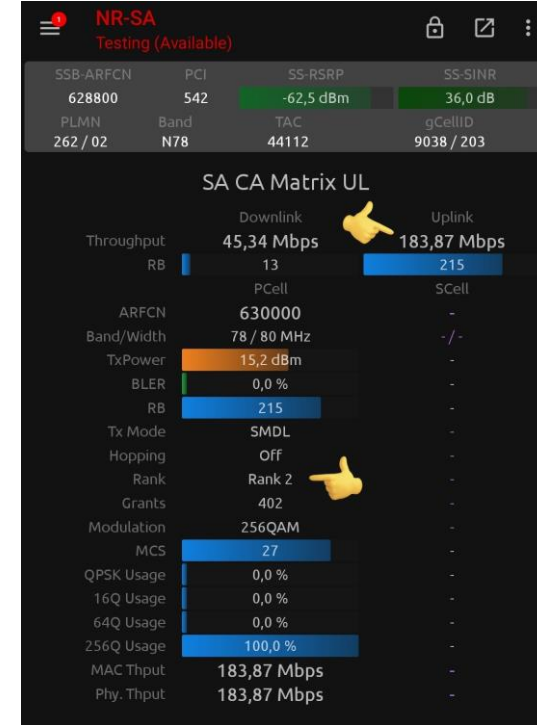 1
NR-SA
Testing (Available)
SSB-ARFCN PCI SS-RSRP SS-SINR
628800 542 -62,5 dBm 36,0 dB
PLMN Band TAC gCellID
262 / 02 N78 44112 9038 / 203
SA CA Matrix UL
Downlink Uplink
Throughput 45,34 Mbps 183,87 Mbps
RB 13 215
PCell SCell
ARFCN 630000 -
Band/Width 78 / 80 MHz -/-
TxPower 15,2 dBm -
BLER 0,0 % -
RB 215 -
Tx Mode SMDL -
Hopping Off -
Rank Rank 2 -
Grants 402 -
Modulation 256QAM -
MCS 27 -
QPSK Usage 0,0 % -
16Q Usage 0,0 % -
64Q Usage 0,0 % -
256Q Usage 100,0 % -
MAC Thput 183,87 Mbps -
Phy. Thput 183,87 Mbps -